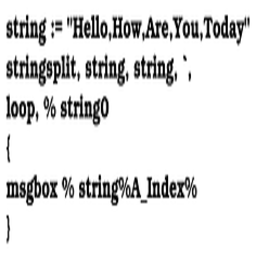 string := "Hello,How,Are,You,Today"
stringsplit, string, string, `,
loop, % string0
{
msgbox % string%A_Index%
}